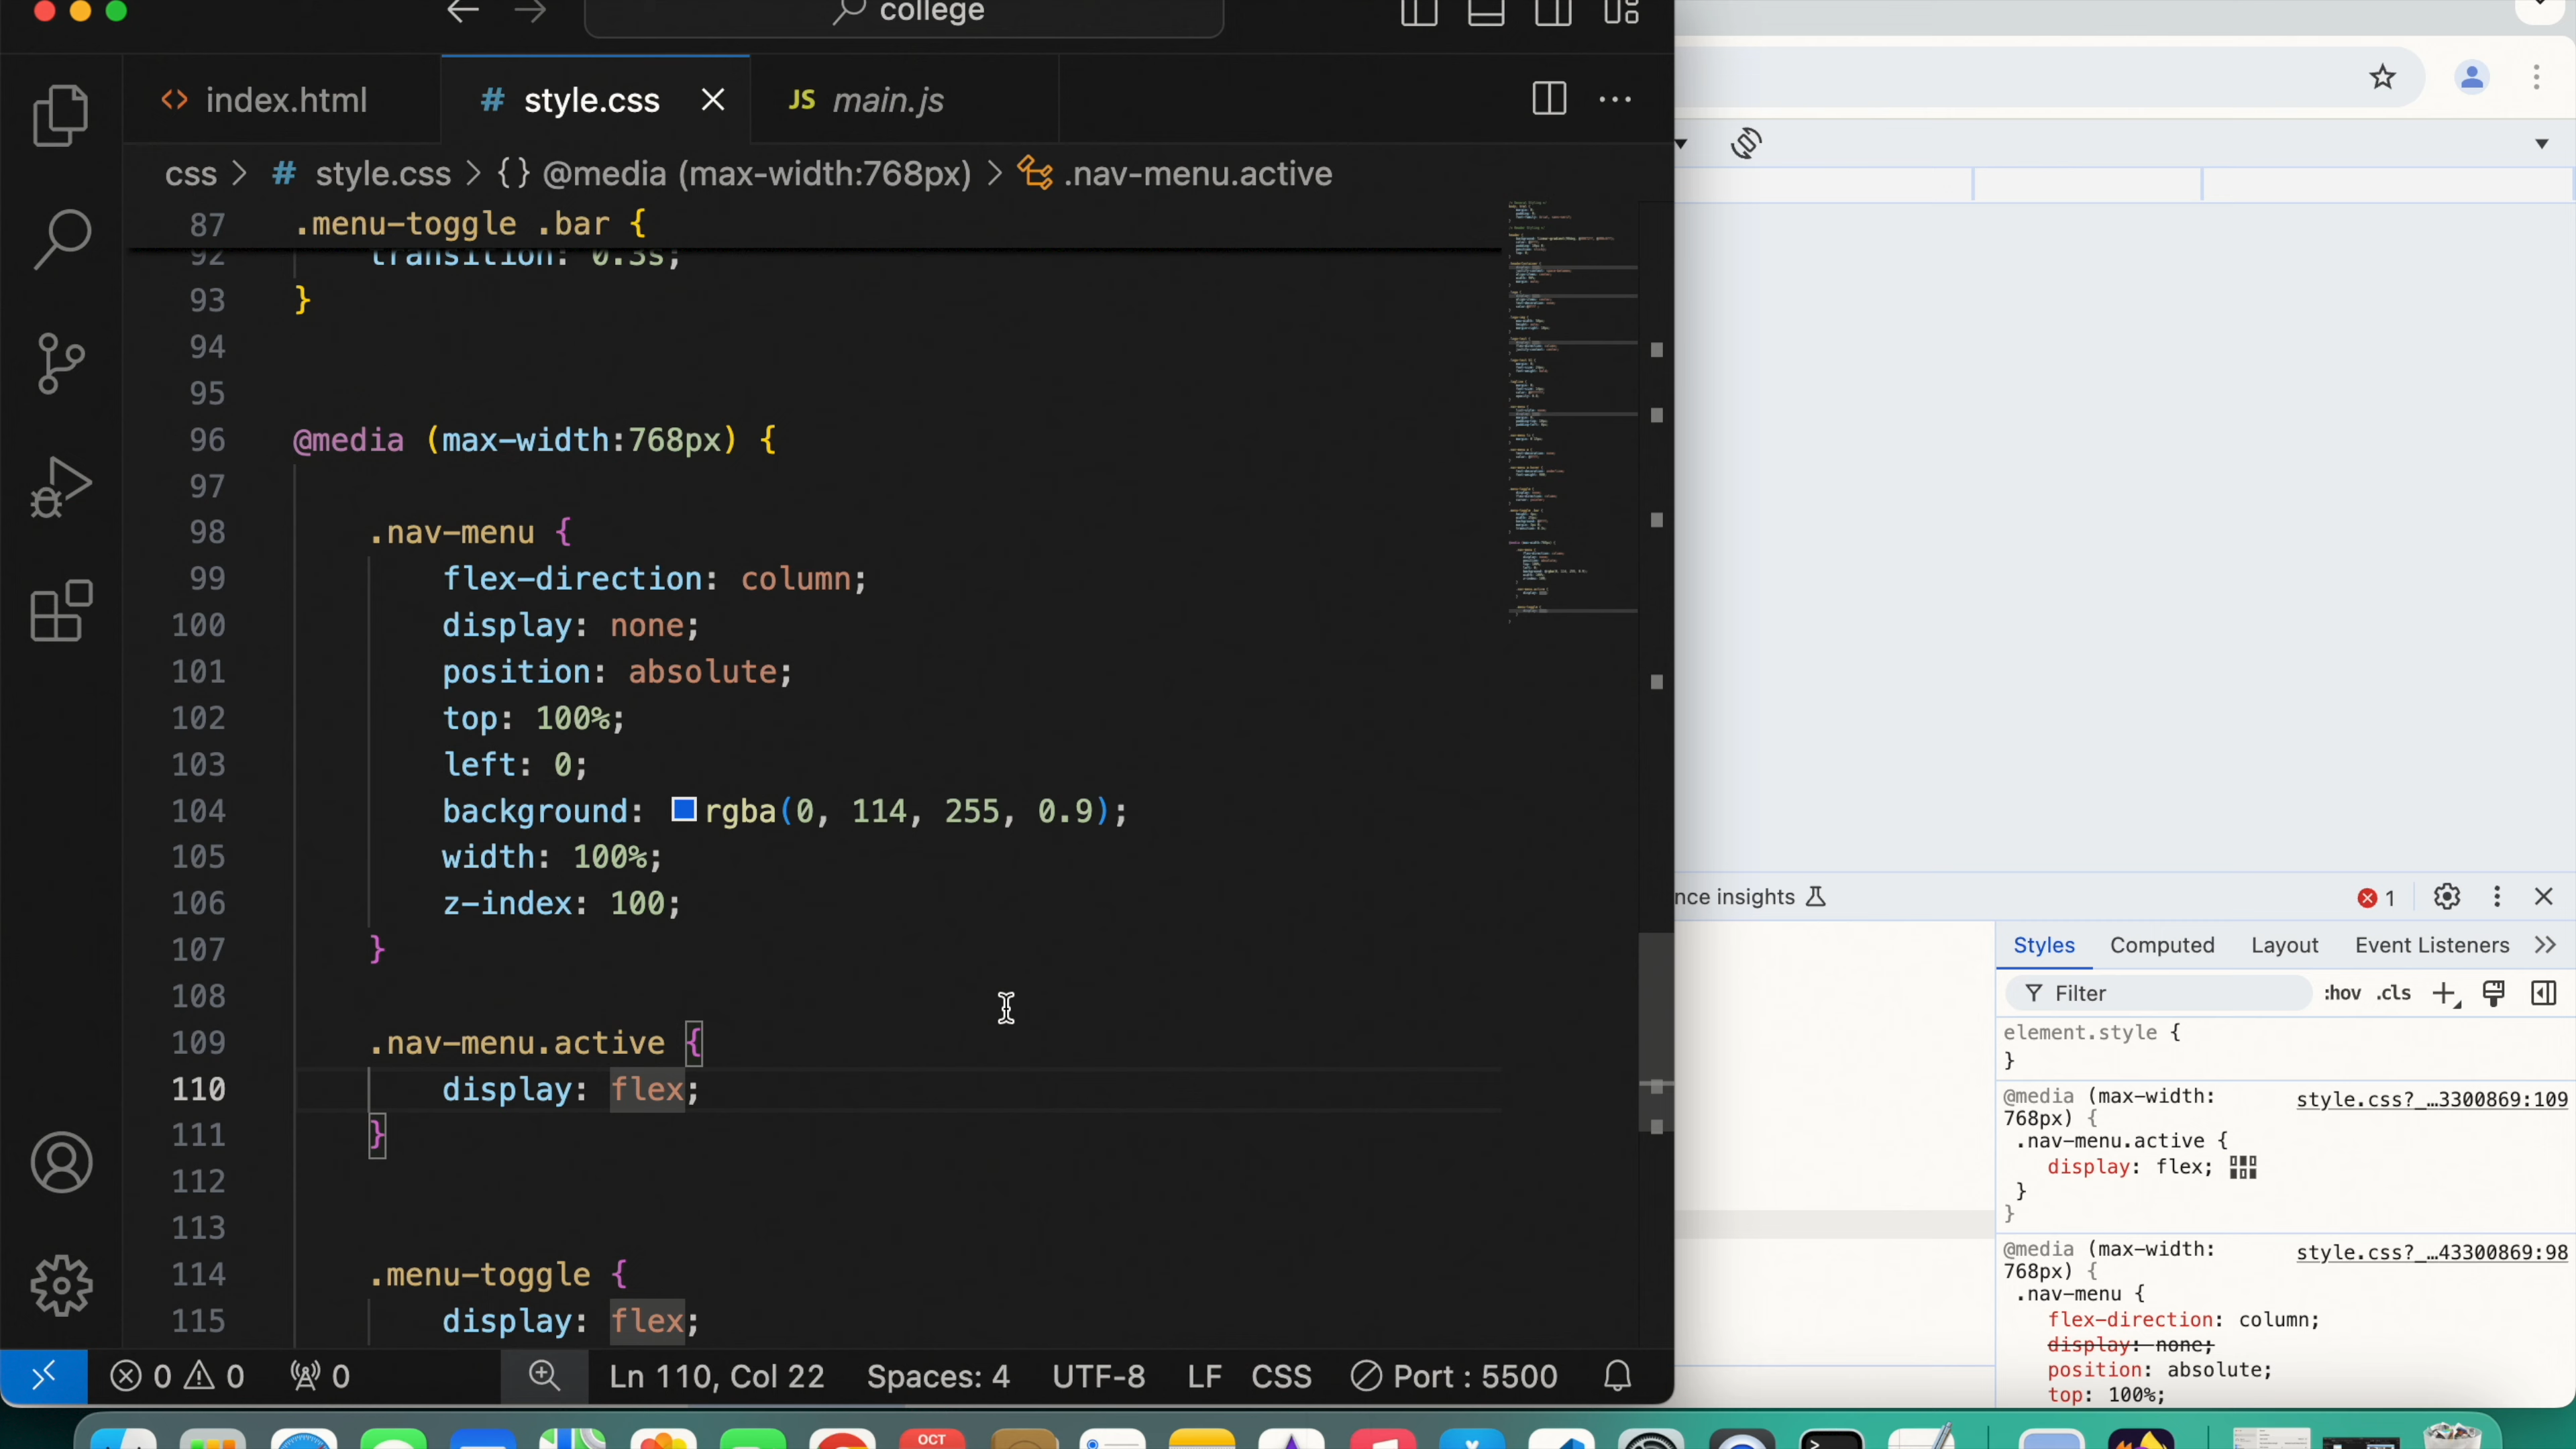 college
index.html
# style.css
JS main.js
css > # style.css > {} @media (max-width:768px) > .nav-menu.active
87 .menu-toggle .bar {
92 transition: 0.3s;
93 }
94
95
96 @media (max-width:768px) {
97
98 .nav-menu {
99 flex-direction: column;
100 display: none;
101 position: absolute;
102 top: 100%;
103 left: 0;
104 background: rgba(0, 114, 255, 0.9);
105 width: 100%;
106 z-index: 100;
107 }
108
109 .nav-menu.active {
110 display: flex;
111 }
112
113
114 .menu-toggle {
115 display: flex;
0 0 0 Ln 110, Col 22 Spaces: 4 UTF-8 LF CSS Port : 5500
nce insights 1
Styles Computed Layout Event Listeners
Filter :hov .cls
element.style {
}
@media (max-width: style.css?_…3300869:109
768px) {
.nav-menu.active {
display: flex;
}
}
@media (max-width: style.css?_…43300869:98
768px) {
.nav-menu {
flex-direction: column;
display: none;
position: absolute;
top: 100%;
OCT